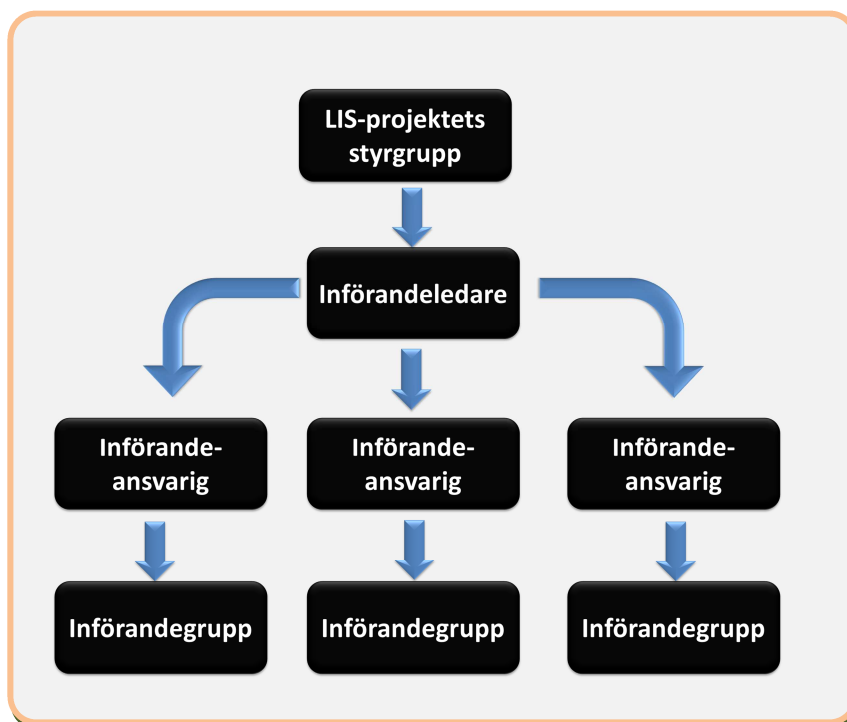 LIS-projektets
styrgrupp
Införandeledare
Införande-
ansvarig
Införande-
ansvarig
Införande-
ansvarig
Införandegrupp
Införandegrupp
Införandegrupp